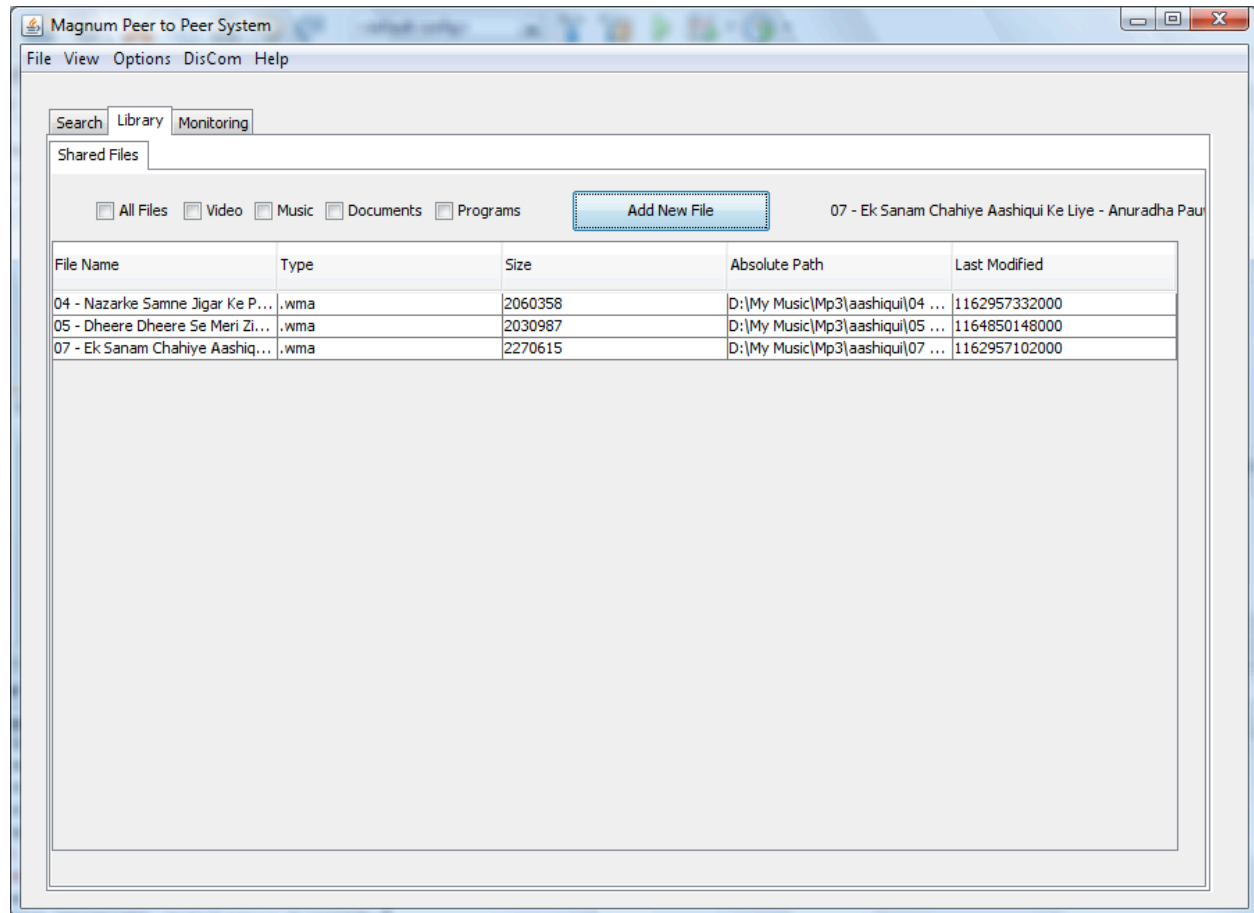 Magnum Peer to Peer System
File View Options DisCom Help
Search Library Monitoring
Shared Files
All Files Video Music Documents Programs Add New File 07 - Ek Sanam Chahiye Aashiqui Ke Liye - Anuradha Pau
File Name Type Size Absolute Path Last Modified
04 - Nazarke Samne Jigar Ke P... .wma 2060358 D:\My Music\Mp3\aashiqui\04 ... 1162957332000
05 - Dheere Dheere Se Meri Zi... .wma 2030987 D:\My Music\Mp3\aashiqui\05 ... 1164850148000
07 - Ek Sanam Chahiye Aashiq... .wma 2270615 D:\My Music\Mp3\aashiqui\07 ... 1162957102000